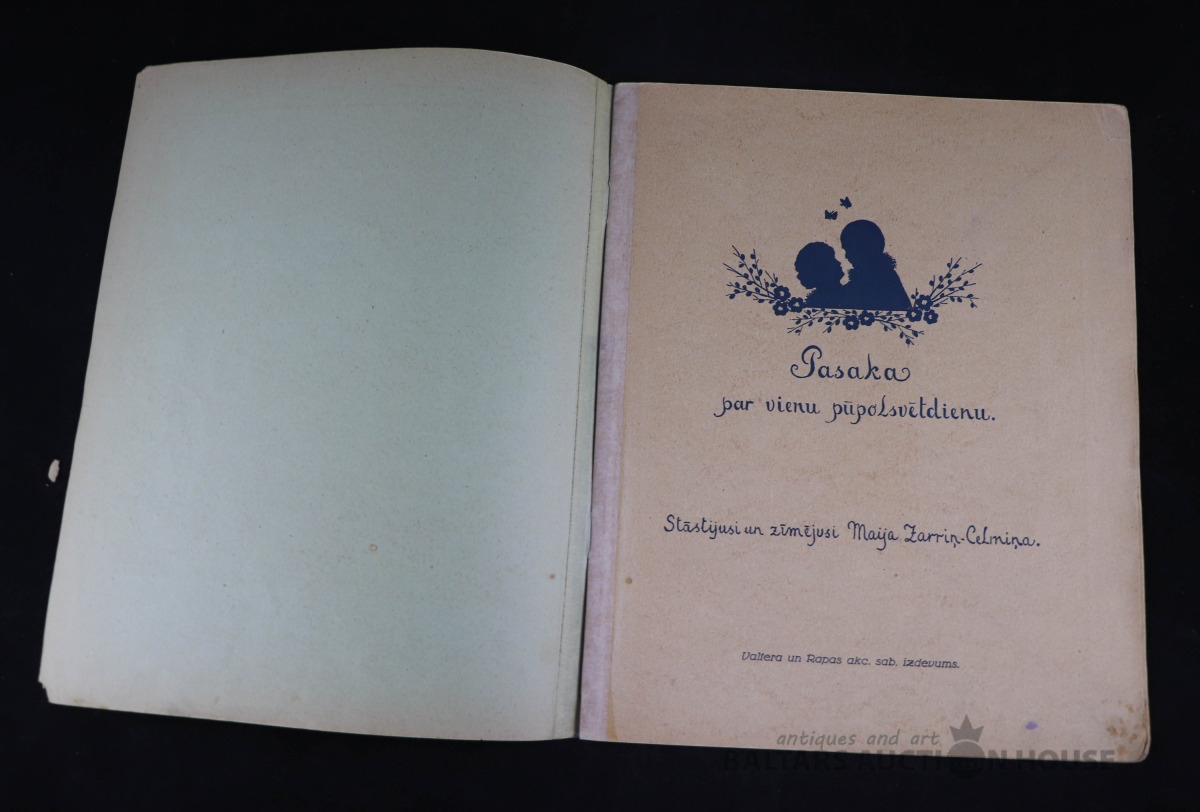 Pasaka
par vienu pūpolsvētdienu.
Stāstījusi un zīmējusi Maija Zarriņ-Celmiņa.
Valtera un Rapas akc. sab. izdevums.
antiques and art
BALTARS AUCTION HOUSE